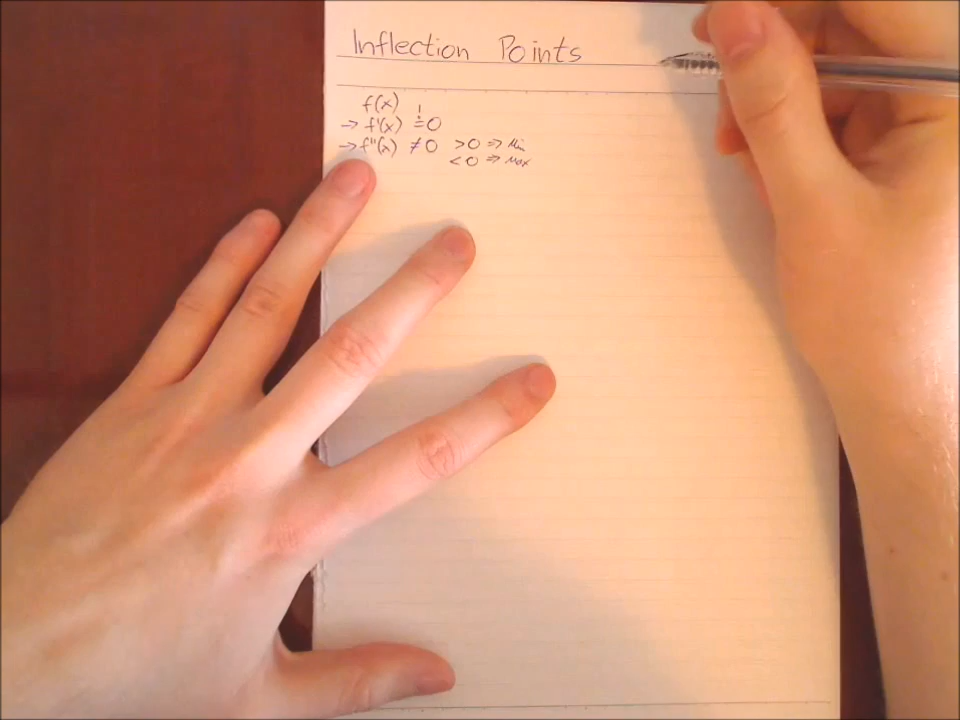 Inflection Points
f(x)
→ f'(x) != 0
→ f''(x) ≠ 0 >0 => Min
<0 => Max